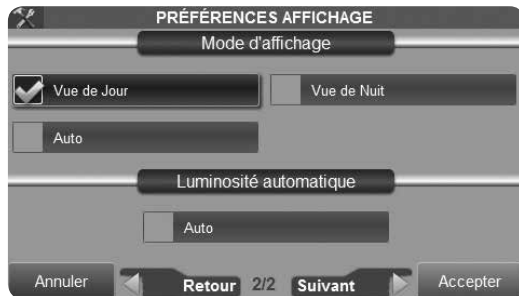 PRÉFÉRENCES AFFICHAGE
Mode d'affichage
Vue de Jour Vue de Nuit
Auto
Luminosité automatique
Auto
Annuler Retour 2/2 Suivant Accepter